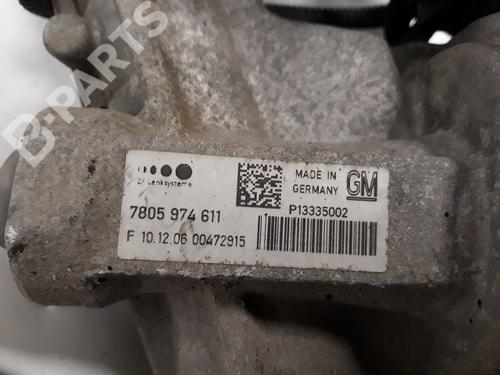 B-PARTS
ZF Lenksysteme
MADE IN
GERMANY
GM
7805 974 611
P13335002
F 10.12.06 00472915